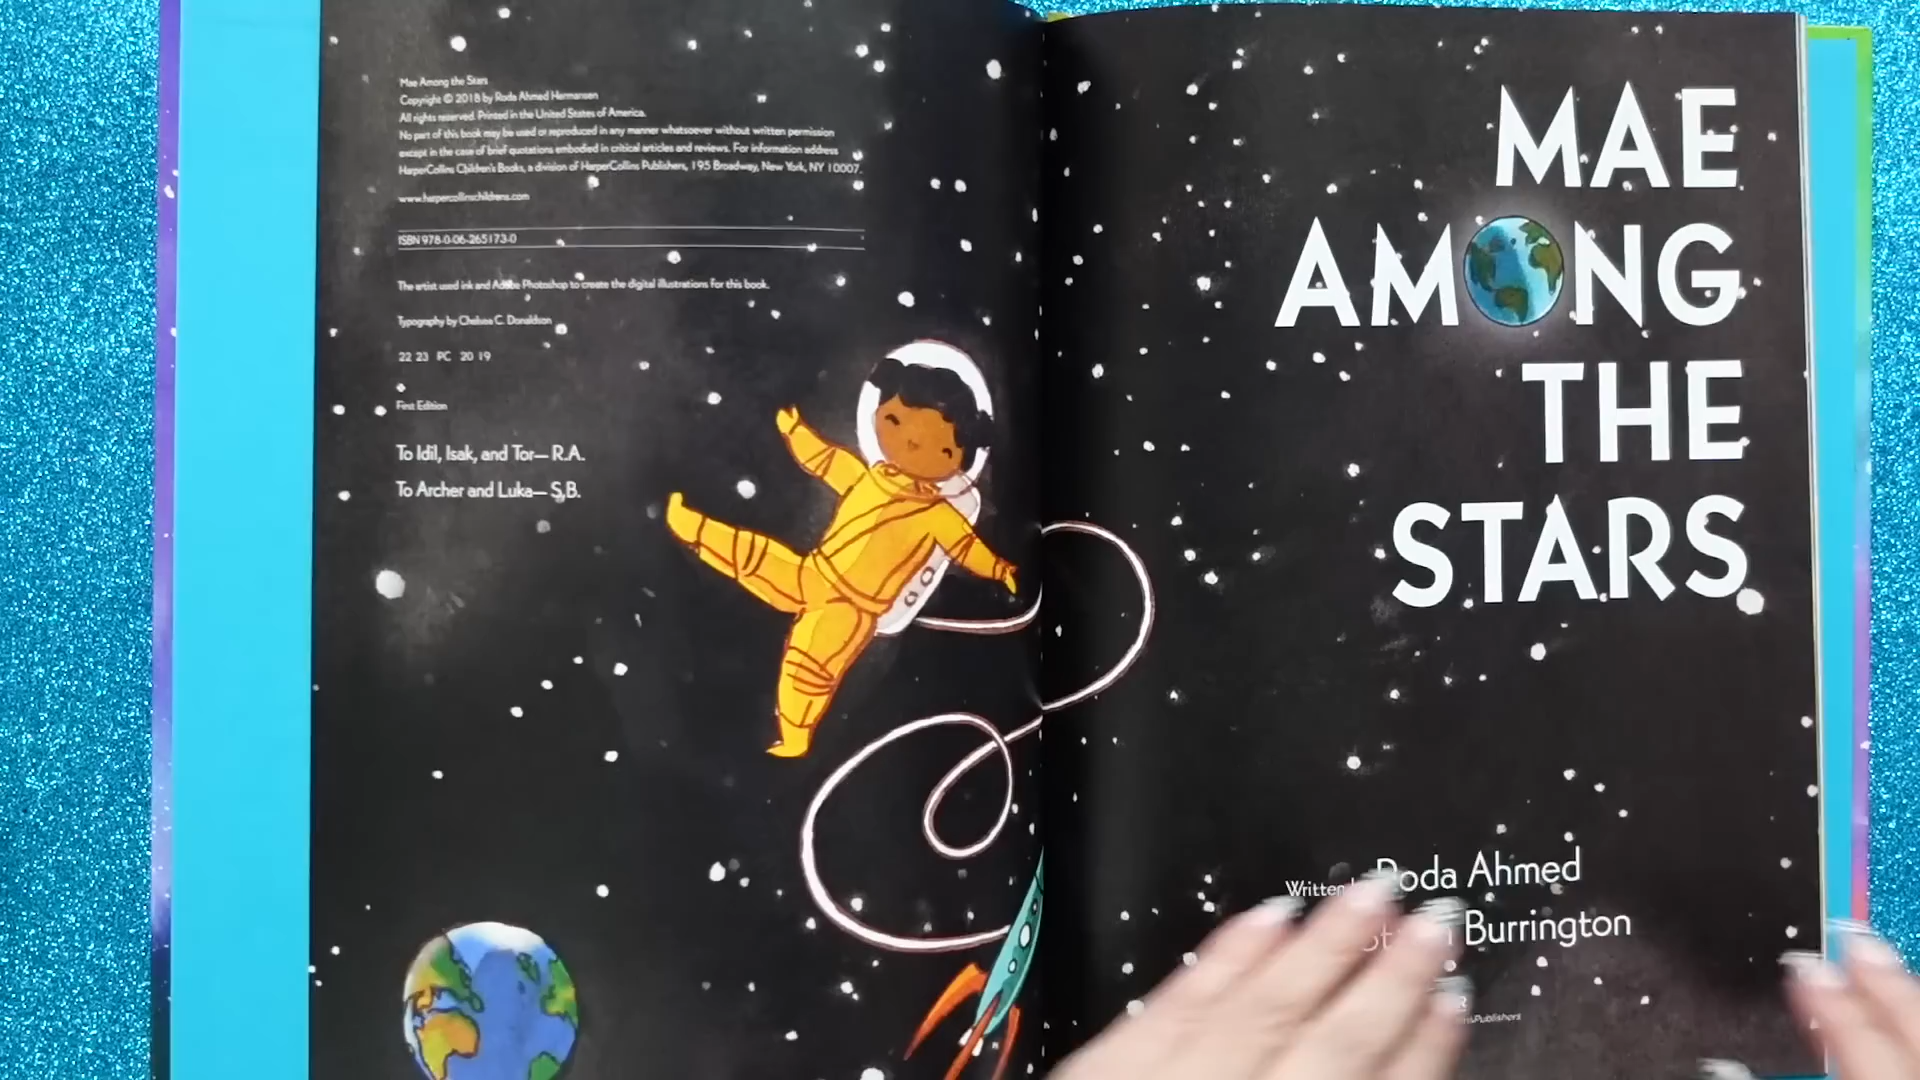 Mae Among the Stars
Copyright © 2018 by Roda Ahmed Hermansen
All rights reserved. Printed in the United States of America.
No part of this book may be used or reproduced in any manner whatsoever without written permission
except in the case of brief quotations embodied in critical articles and reviews. For information address
HarperCollins Children's Books, a division of HarperCollins Publishers, 195 Broadway, New York, NY 10007.
www.harpercollinschildrens.com
ISBN 978-0-06-265173-0
The artist used ink and Adobe Photoshop to create the digital illustrations for this book.
Typography by Chelsea C. Donaldson
22 23 PC 20 19
First Edition
To Idil, Isak, and Tor— R.A.
To Archer and Luka— S.B.
MAE
AMONG
THE
STARS
Written Roda Ahmed
Burrington